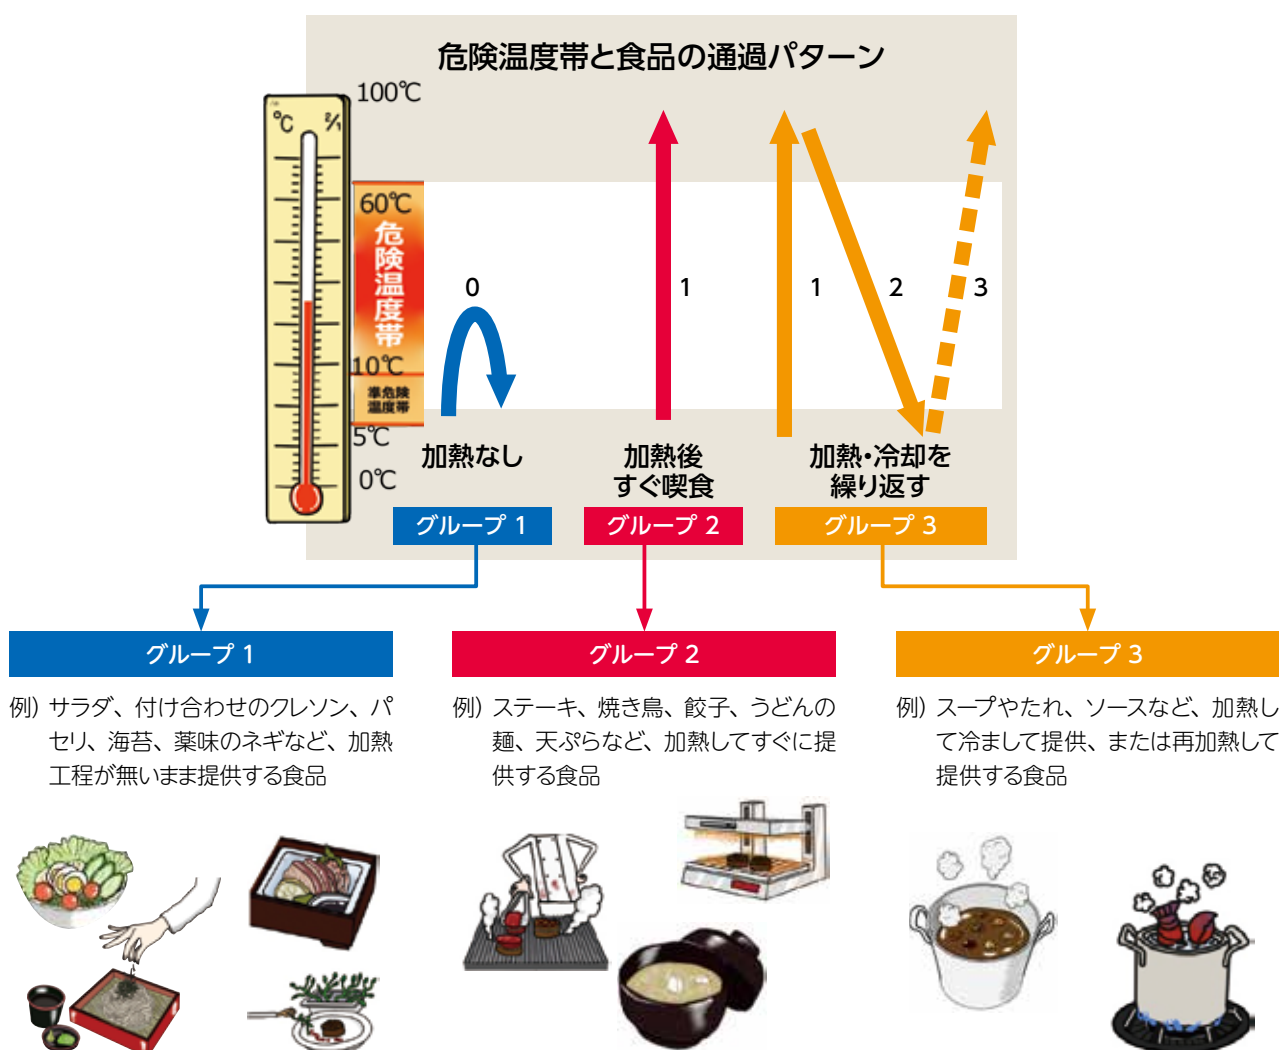 危険温度帯と食品の通過パターン
100℃
℃
60℃
危険温度帯
10℃
準危険
温度帯
5℃
0℃
0
1
1
2
3
加熱なし
加熱後
すぐ喫食
加熱・冷却を
繰り返す
グループ 1
グループ 2
グループ 3
グループ 1
例）サラダ、付け合わせのクレソン、パ
セリ、海苔、薬味のネギなど、加熱
工程が無いまま提供する食品
グループ 2
例）ステーキ、焼き鳥、餃子、うどんの
麺、天ぷらなど、加熱してすぐに提
供する食品
グループ 3
例）スープやたれ、ソースなど、加熱し
て冷まして提供、または再加熱して
提供する食品